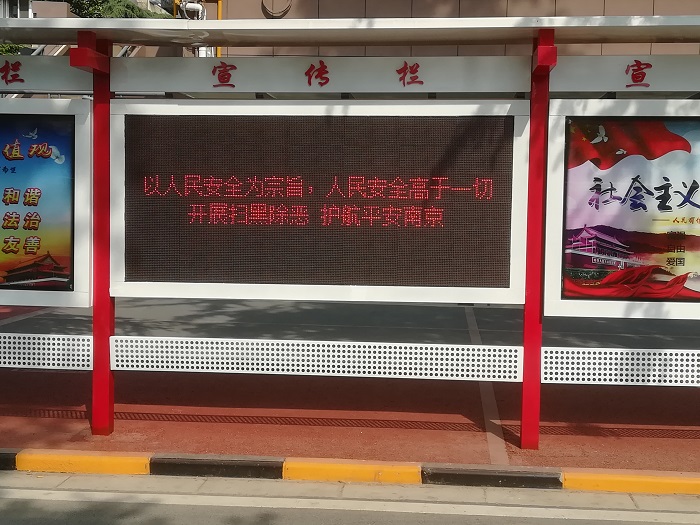 栏
宣传栏
宣
值观
和谐
法治
友善
以人民安全为宗旨，人民安全高于一切
开展扫黑除恶 护航平安南京
社会主义
爱国